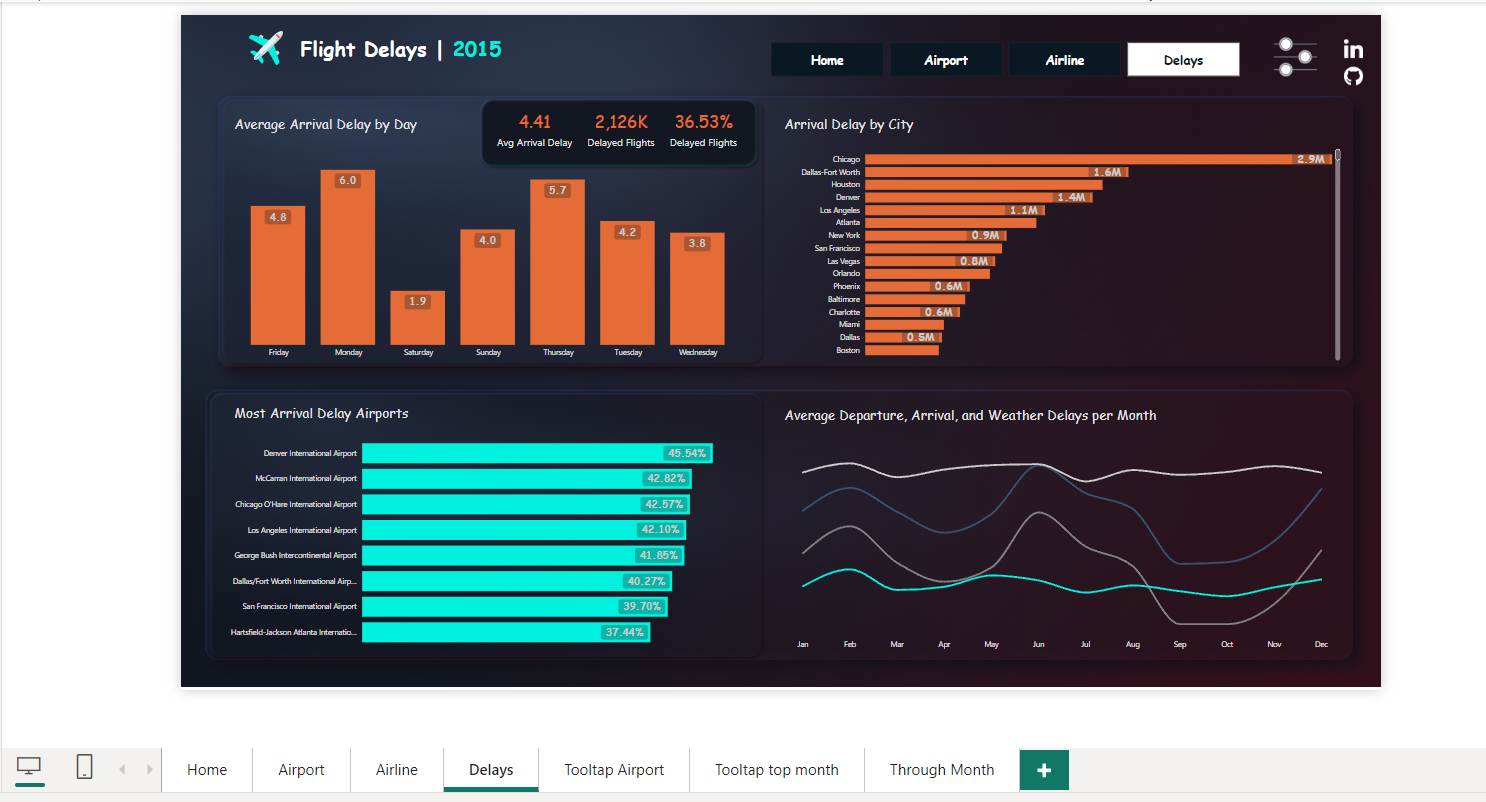 Flight Delays | 2015
Home
Airport
Airline
Delays
in
Average Arrival Delay by Day
4.41
2,126K
36.53%
Avg Arrival Delay
Delayed Flights
Delayed Flights
4.8
6.0
1.9
4.0
5.7
4.2
3.8
Friday
Monday
Saturday
Sunday
Thursday
Tuesday
Wednesday
Arrival Delay by City
Chicago
2.9M
Dallas-Fort Worth
1.6M
Houston
Denver
1.4M
Los Angeles
1.1M
Atlanta
New York
0.9M
San Francisco
Las Vegas
0.8M
Orlando
Phoenix
0.6M
Baltimore
Charlotte
0.6M
Miami
Dallas
0.5M
Boston
Most Arrival Delay Airports
Denver International Airport
45.54%
McCarran International Airport
42.82%
Chicago O'Hare International Airport
42.57%
Los Angeles International Airport
42.10%
George Bush Intercontinental Airport
41.85%
Dallas/Fort Worth International Airp...
40.27%
San Francisco International Airport
39.70%
Hartsfield-Jackson Atlanta Internatio...
37.44%
Average Departure, Arrival, and Weather Delays per Month
Jan
Feb
Mar
Apr
May
Jun
Jul
Aug
Sep
Oct
Nov
Dec
Home
Airport
Airline
Delays
Tooltap Airport
Tooltap top month
Through Month
+